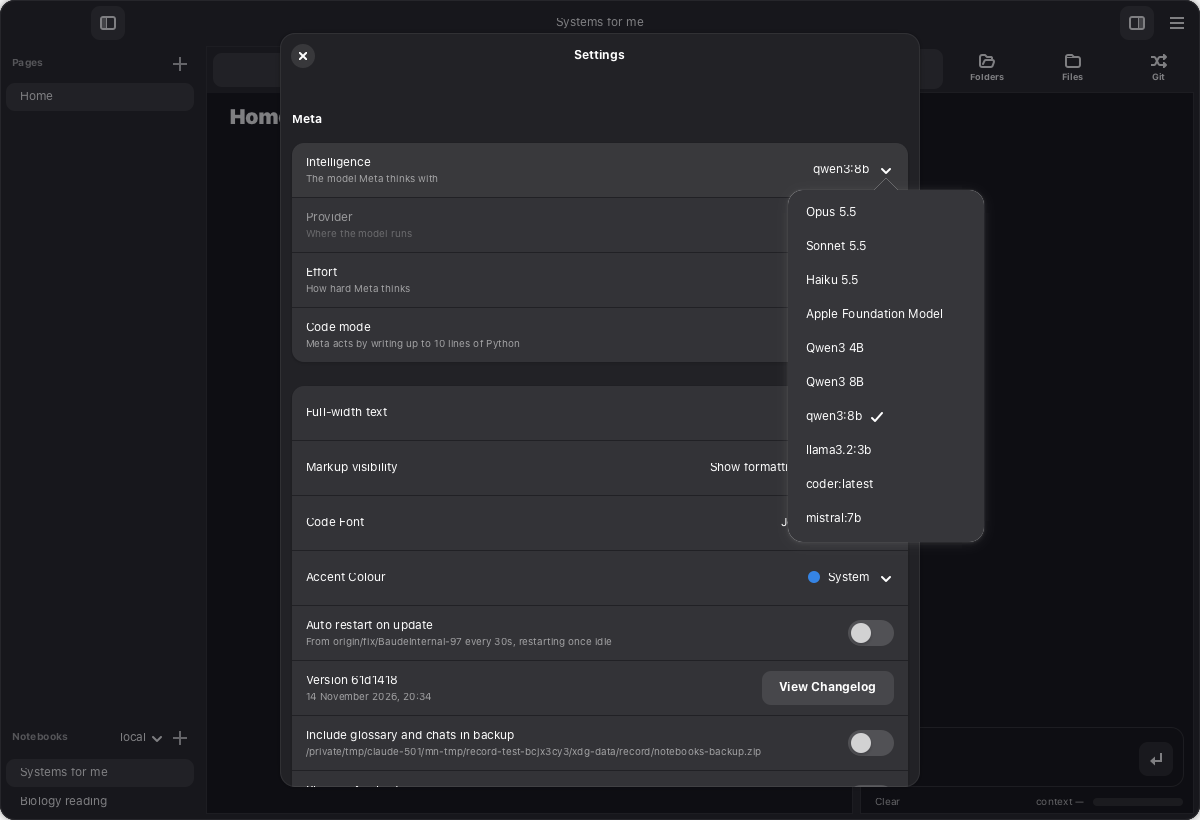 Systems for me
Pages
Home
Folders
Files
Git
Settings
Meta
Intelligence
The model Meta thinks with
qwen3:8b
Provider
Where the model runs
Effort
How hard Meta thinks
Code mode
Meta acts by writing up to 10 lines of Python
Opus 5.5
Sonnet 5.5
Haiku 5.5
Apple Foundation Model
Qwen3 4B
Qwen3 8B
qwen3:8b
llama3.2:3b
coder:latest
mistral:7b
Full-width text
Markup visibility
Show
Code Font
Accent Colour
System
Auto restart on update
From origin/fix/BaudeInternal-97 every 30s, restarting once idle
Version 61d1418
14 November 2026, 20:34
View Changelog
Include glossary and chats in backup
/private/tmp/claude-501/mn-tmp/record-test-bcjx3cy3/xdg-data/record/notebooks-backup.zip
Notebooks
local
Systems for me
Biology reading
Clear
context —